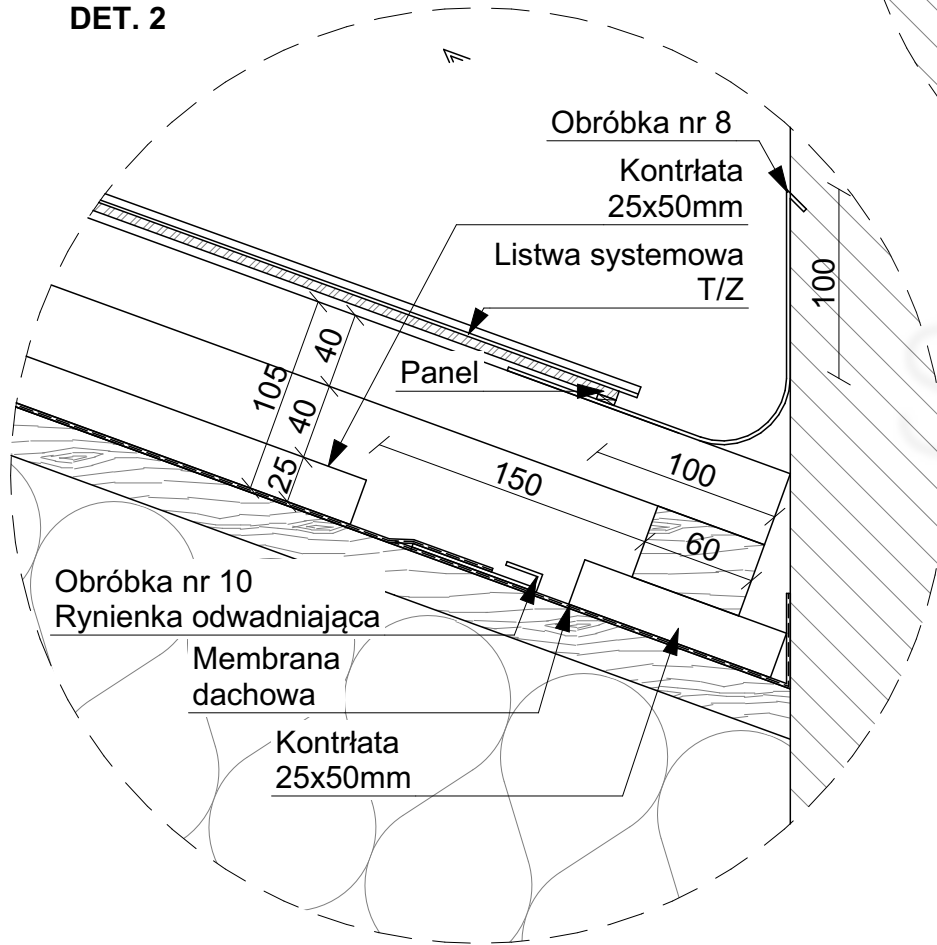 DET. 2
Obróbka nr 8
Kontrłata
25x50mm
Listwa systemowa
T/Z
100
Panel
40
105
40
25
150
100
60
Obróbka nr 10
Rynienka odwadniająca
Membrana
dachowa
Kontrłata
25x50mm